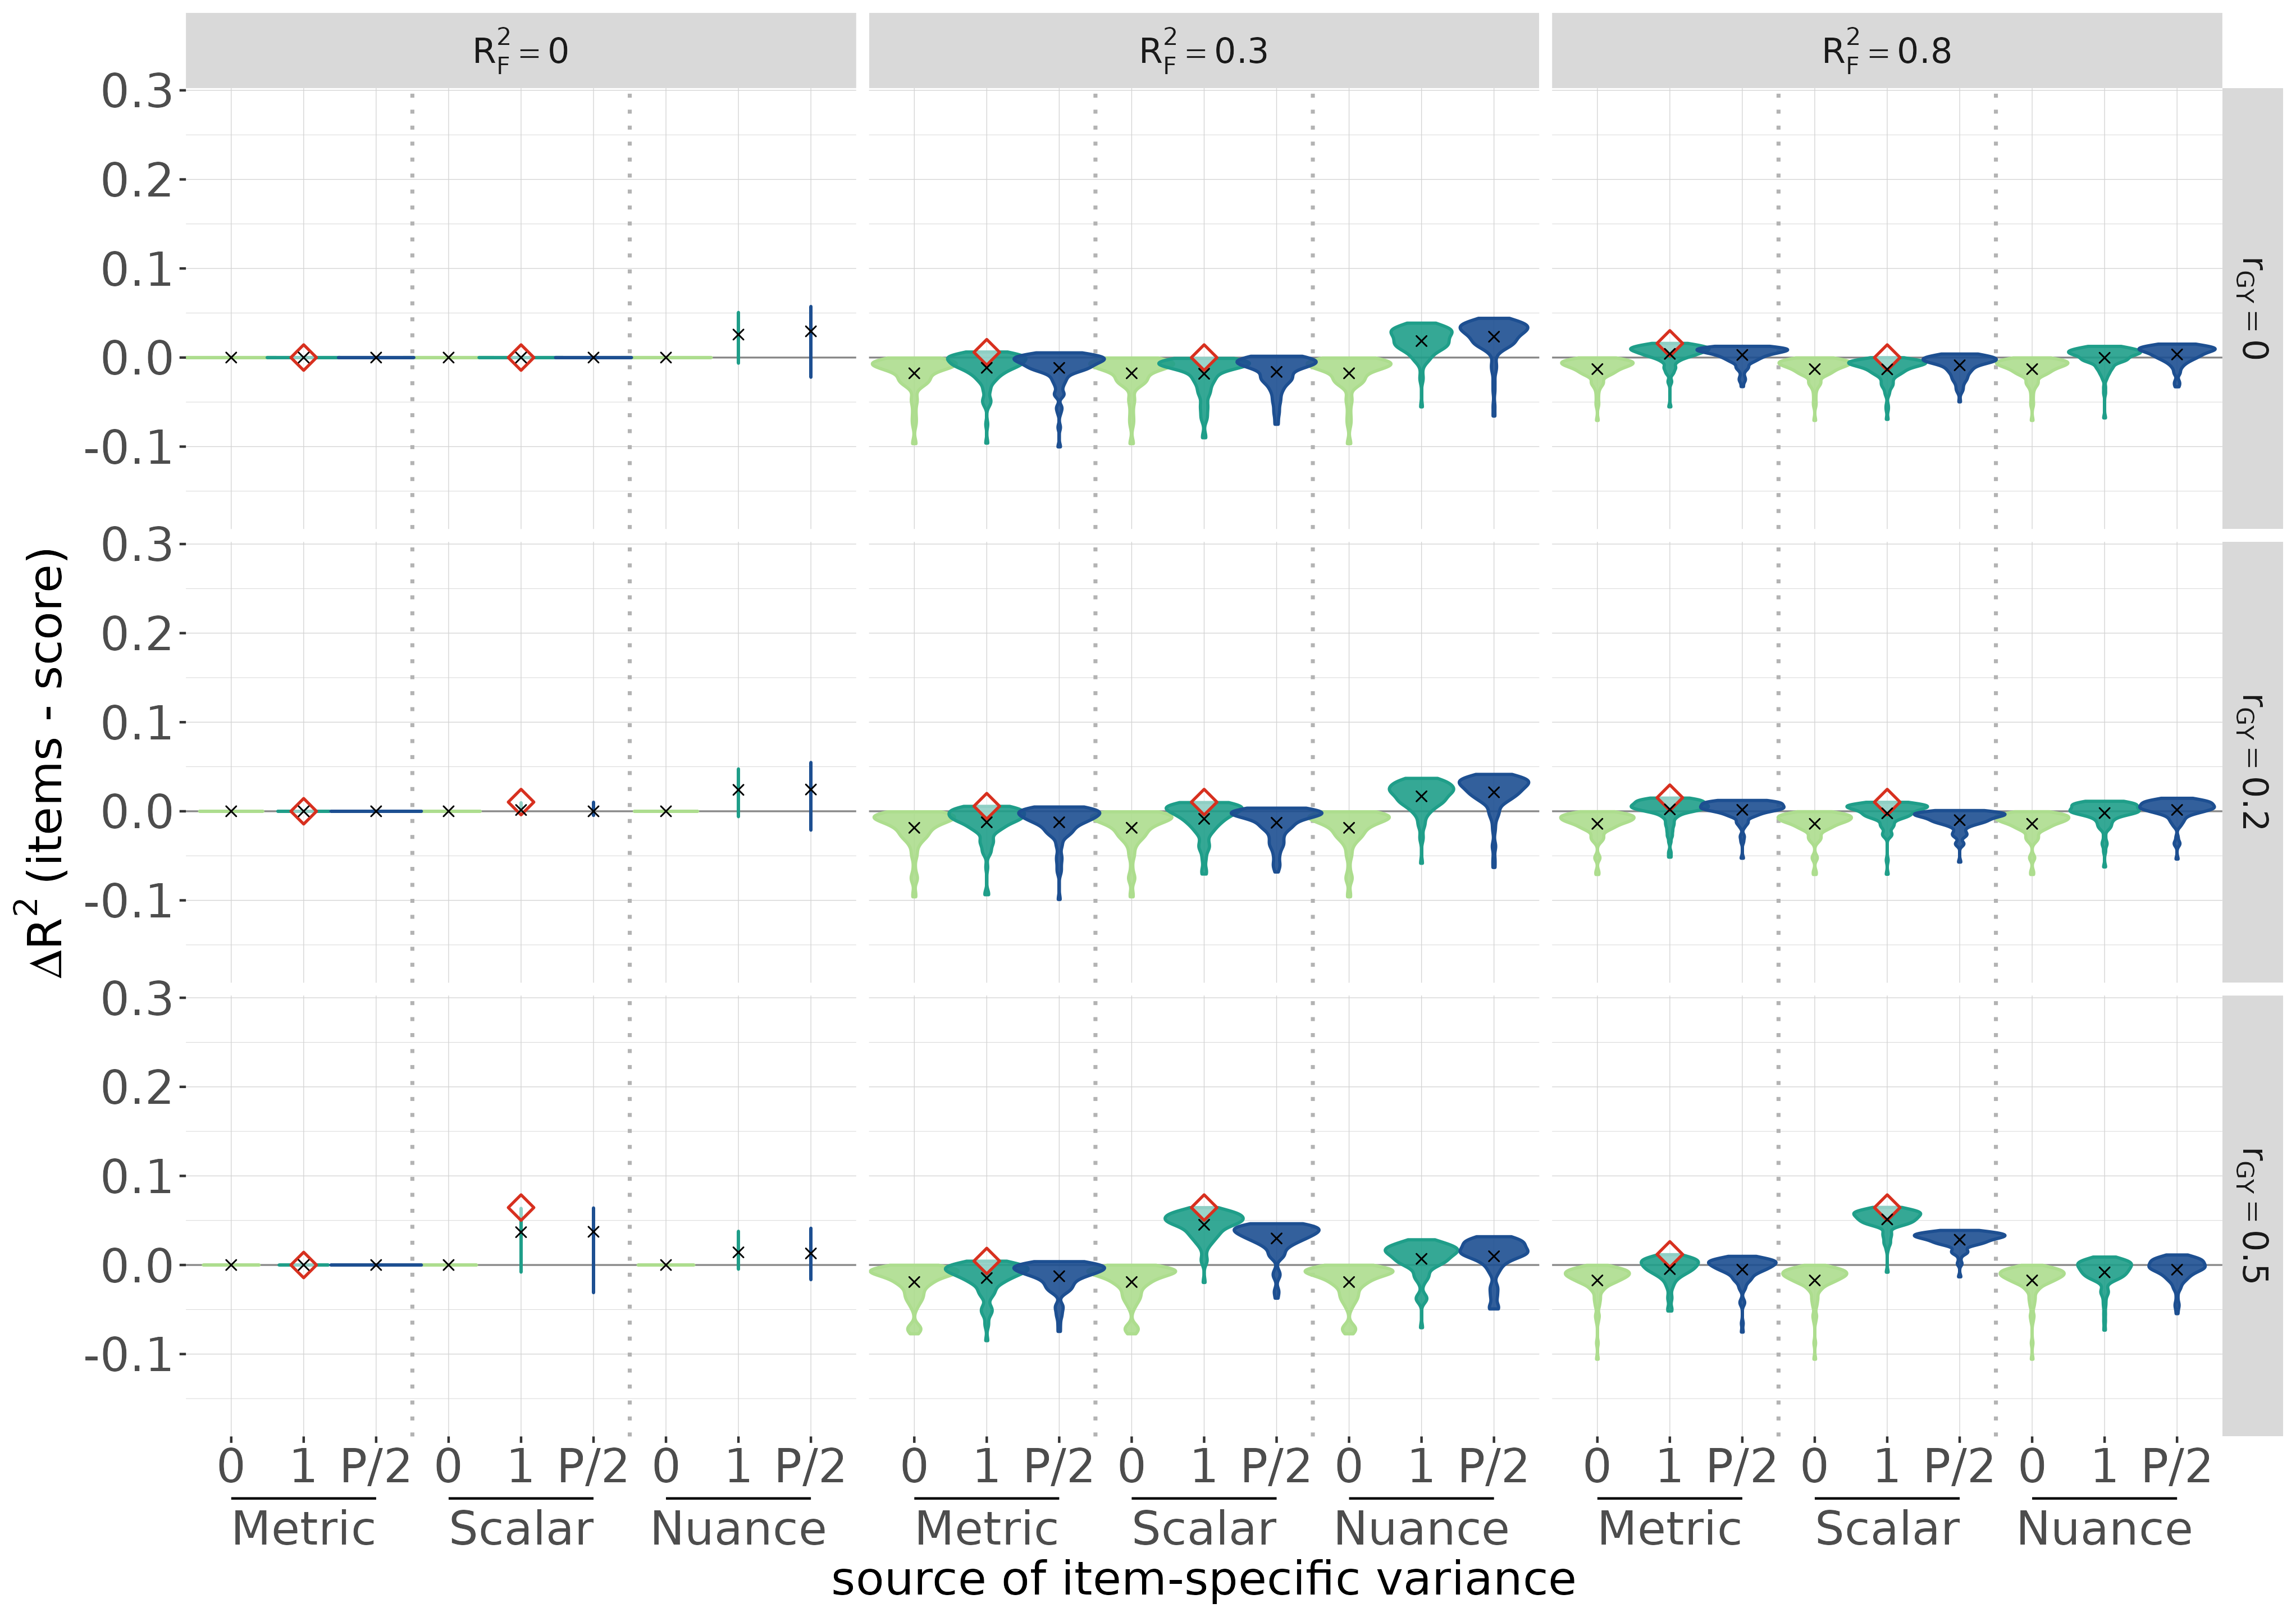 R²_F = 0 R²_F = 0.3 R²_F = 0.8
0.3
0.2
0.1
0.0
-0.1
r_GY = 0
0.3
0.2
0.1
0.0
-0.1
r_GY = 0.2
0.3
0.2
0.1
0.0
-0.1
r_GY = 0.5
ΔR² (items - score)
0 1 P/2 0 1 P/2 0 1 P/2 0 1 P/2 0 1 P/2 0 1 P/2 0 1 P/2 0 1 P/2 0 1 P/2
Metric Scalar Nuance Metric Scalar Nuance Metric Scalar Nuance
source of item-specific variance